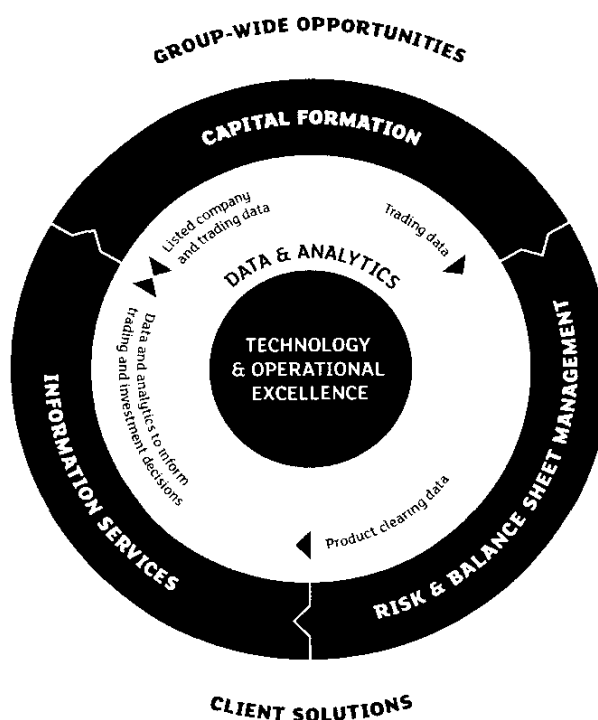 GROUP-WIDE OPPORTUNITIES
CAPITAL FORMATION
Listed company
and trading data
Trading data
DATA & ANALYTICS
TECHNOLOGY
& OPERATIONAL
EXCELLENCE
Data and analytics to inform
trading and investment decisions
Product clearing data
INFORMATION SERVICES
RISK & BALANCE SHEET MANAGEMENT
CLIENT SOLUTIONS